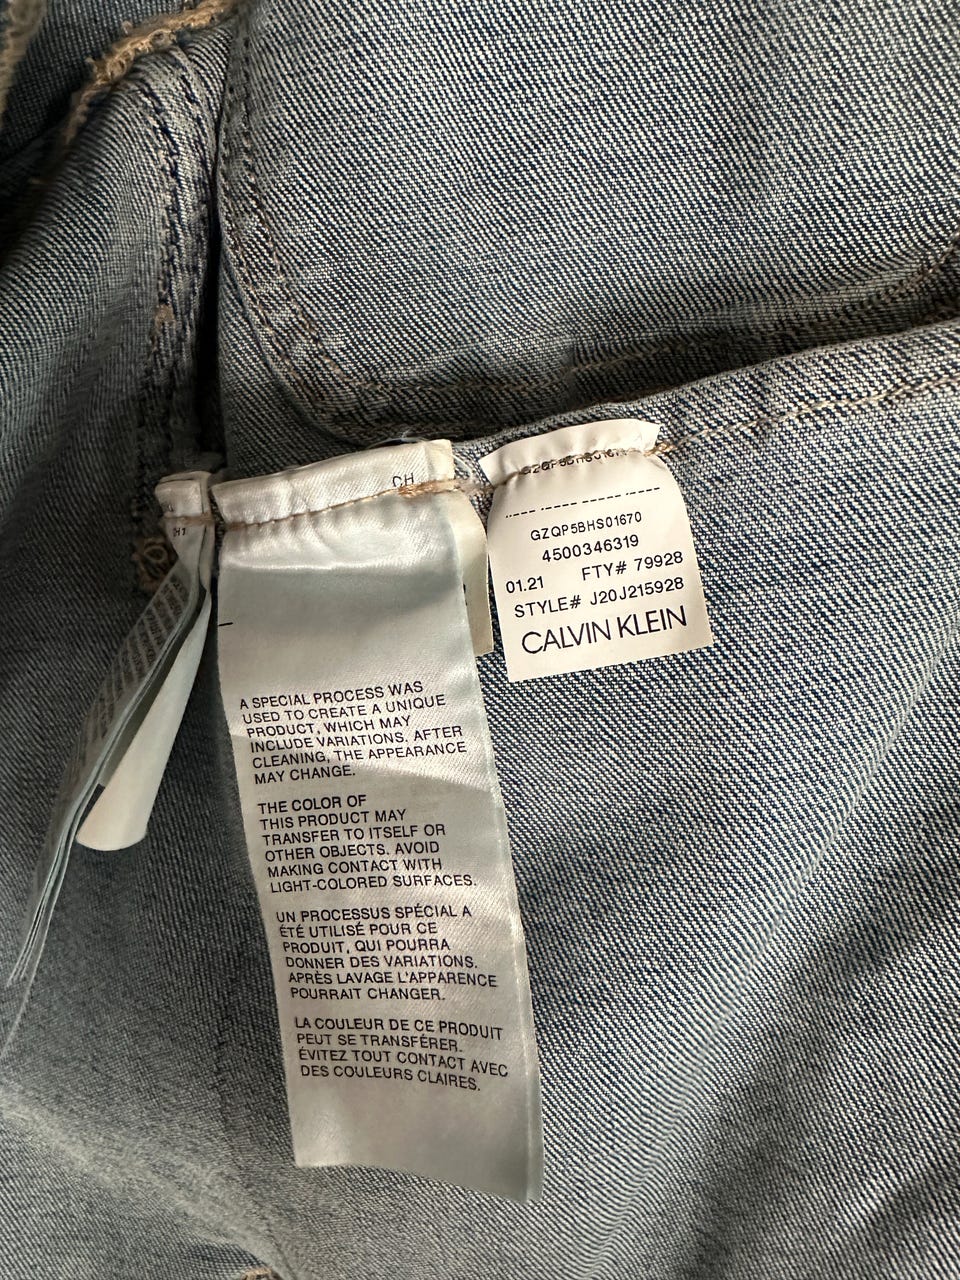 CH
GZQP5BHS01670
4500346319
01.21 FTY# 79928
STYLE# J20J215928
CALVIN KLEIN
A SPECIAL PROCESS WAS
USED TO CREATE A UNIQUE
PRODUCT, WHICH MAY
INCLUDE VARIATIONS. AFTER
CLEANING, THE APPEARANCE
MAY CHANGE.
THE COLOR OF
THIS PRODUCT MAY
TRANSFER TO ITSELF OR
OTHER OBJECTS. AVOID
MAKING CONTACT WITH
LIGHT-COLORED SURFACES.
UN PROCESSUS SPÉCIAL A
ÉTÉ UTILISÉ POUR CE
PRODUIT, QUI POURRA
DONNER DES VARIATIONS.
APRÈS LAVAGE L'APPARENCE
POURRAIT CHANGER.
LA COULEUR DE CE PRODUIT
PEUT SE TRANSFÉRER.
ÉVITEZ TOUT CONTACT AVEC
DES COULEURS CLAIRES.